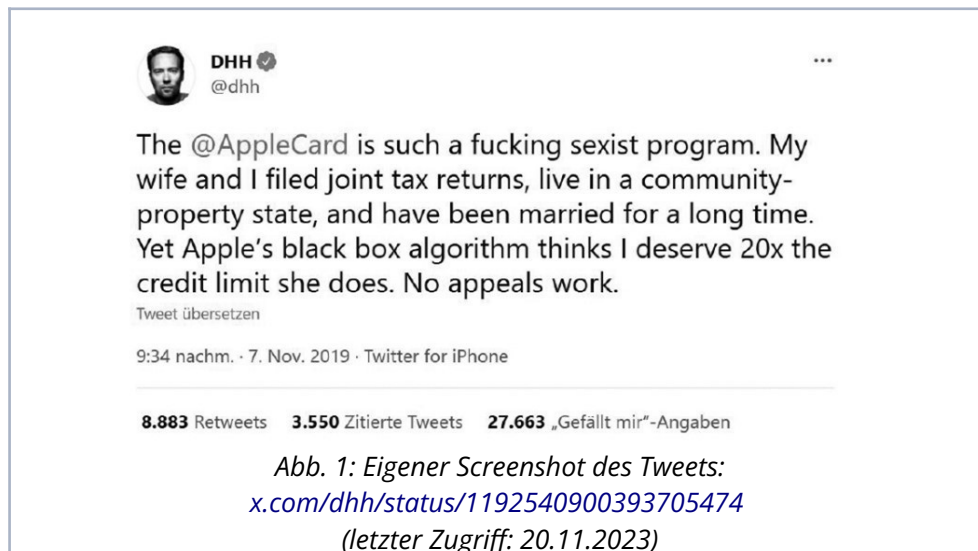 DHH
@dhh
The @AppleCard is such a fucking sexist program. My
wife and I filed joint tax returns, live in a community-
property state, and have been married for a long time.
Yet Apple’s black box algorithm thinks I deserve 20x the
credit limit she does. No appeals work.
Tweet übersetzen
9:34 nachm. · 7. Nov. 2019 · Twitter for iPhone
8.883 Retweets 3.550 Zitierte Tweets 27.663 „Gefällt mir“-Angaben
Abb. 1: Eigener Screenshot des Tweets:
x.com/dhh/status/1192540900393705474
(letzter Zugriff: 20.11.2023)